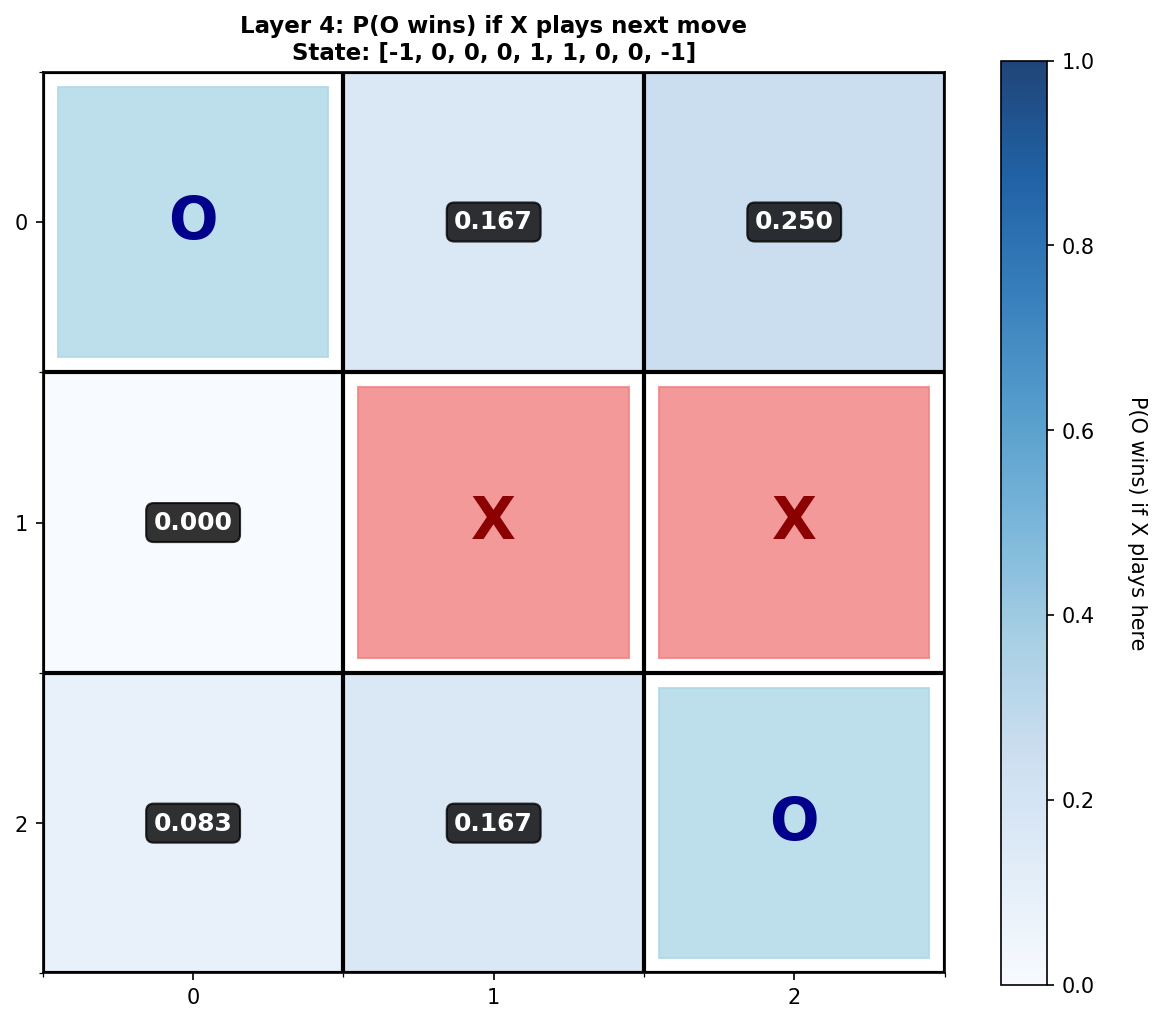 Layer 4: P(O wins) if X plays next move
State: [-1, 0, 0, 0, 1, 1, 0, 0, -1]
O
0.167
0.250
0.000
X
X
0.083
0.167
O
0
1
2
0
1
2
1.0
0.8
0.6
0.4
0.2
0.0
P(O wins) if X plays here